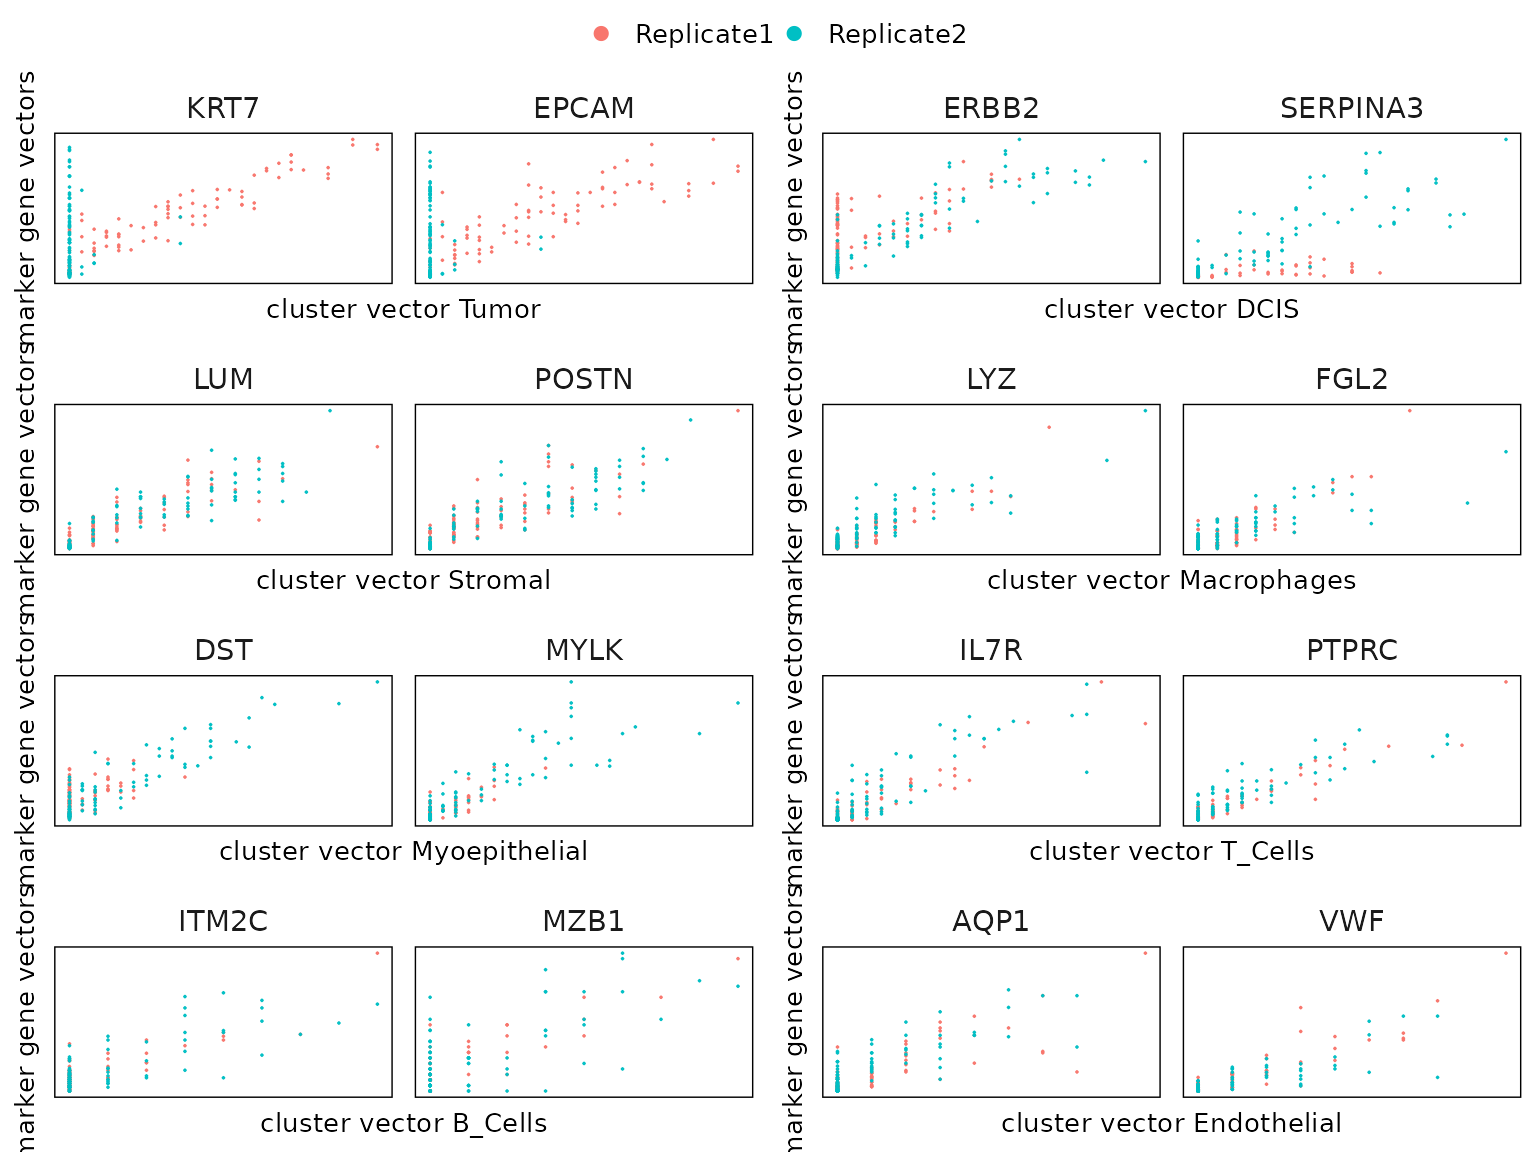 Replicate1 Replicate2
KRT7 EPCAM ERBB2 SERPINA3
marker gene vectors marker gene vectors
cluster vector Tumor cluster vector DCIS
LUM POSTN LYZ FGL2
marker gene vectors marker gene vectors
cluster vector Stromal cluster vector Macrophages
DST MYLK IL7R PTPRC
marker gene vectors marker gene vectors
cluster vector Myoepithelial cluster vector T_Cells
ITM2C MZB1 AQP1 VWF
marker gene vectors marker gene vectors
cluster vector B_Cells cluster vector Endothelial